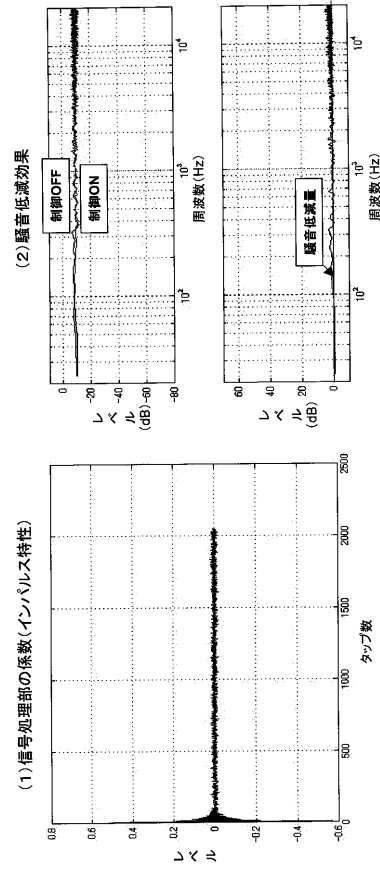 (1)信号処理部の係数(インパルス特性)
レベル
0.8
0.6
0.4
0.2
0
-0.2
-0.4
-0.6
0
500
1000
1500
2000
2500
タップ数
(2)騒音低減効果
レベル
(dB)
0
-20
-40
-60
-80
制御OFF
制御ON
10²
10³
10⁴
周波数(Hz)
レベル
(dB)
60
40
20
0
騒音低減量
10²
10³
10⁴
周波数(Hz)